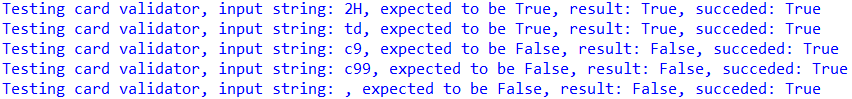 Testing card validator, input string: 2H, expected to be True, result: True, succeded: True
Testing card validator, input string: td, expected to be True, result: True, succeded: True
Testing card validator, input string: c9, expected to be False, result: False, succeded: True
Testing card validator, input string: c99, expected to be False, result: False, succeded: True
Testing card validator, input string: , expected to be False, result: False, succeded: True